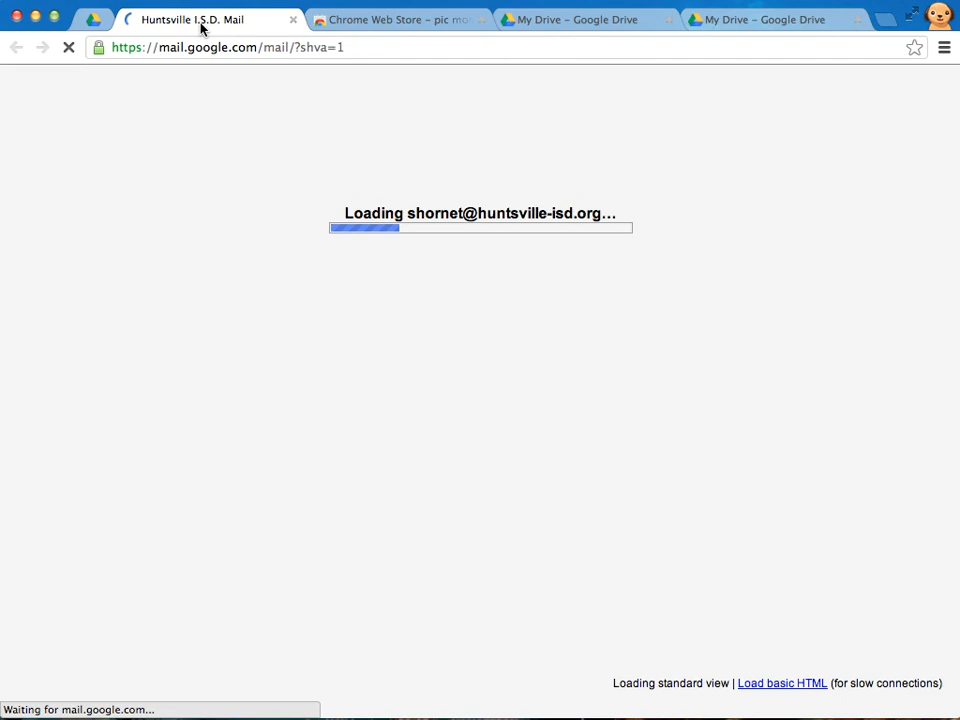 Huntsville I.S.D. Mail
Chrome Web Store – pic mon
My Drive – Google Drive
My Drive – Google Drive
https://mail.google.com/mail/?shva=1
Loading shornet@huntsville-isd.org…
Loading standard view | Load basic HTML (for slow connections)
Waiting for mail.google.com...